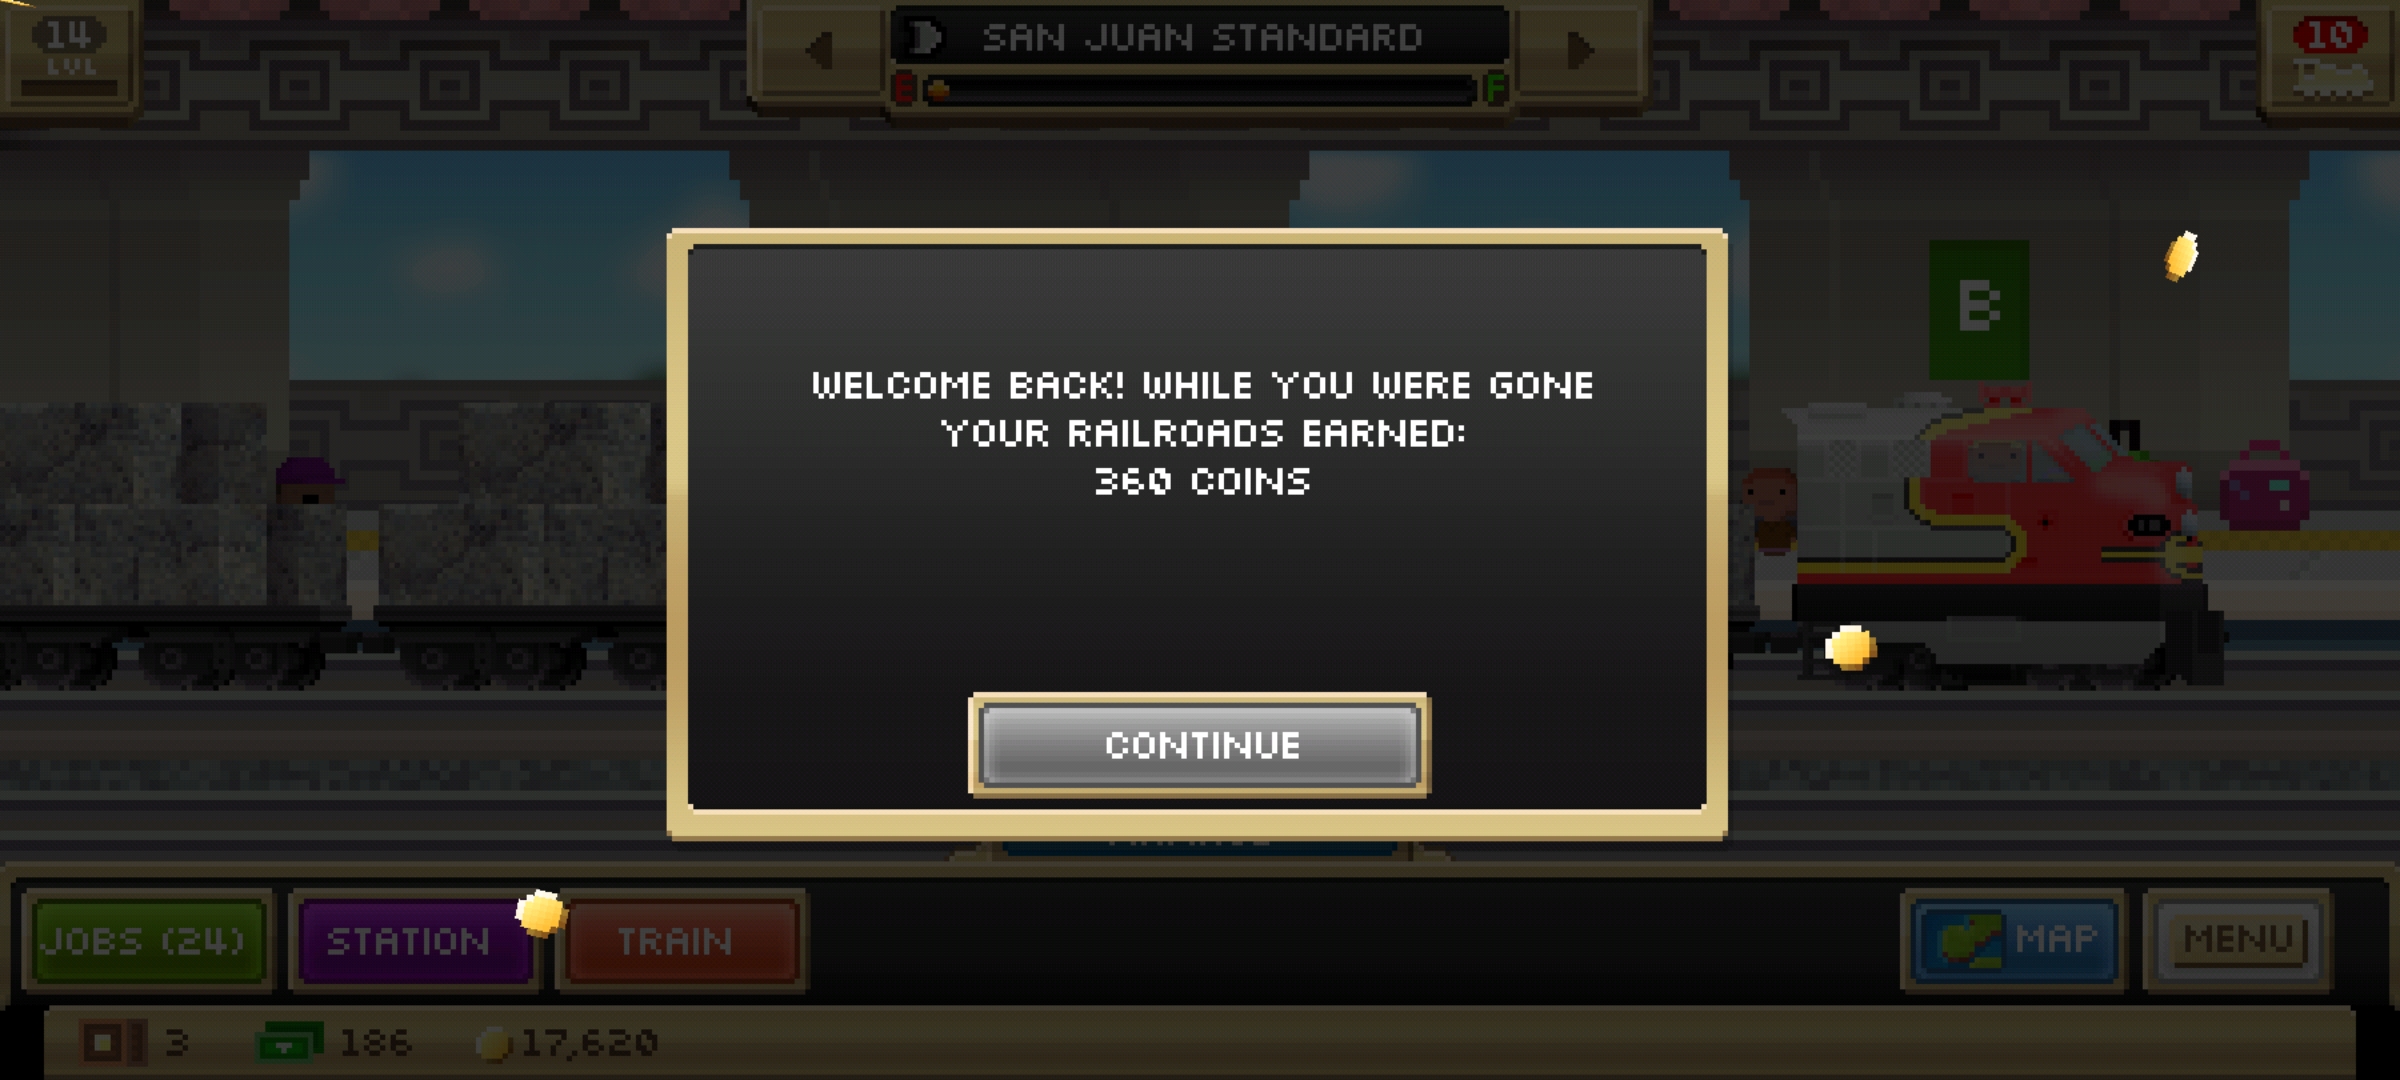 14
LVL
SAN JUAN STANDARD
E
F
10
B
WELCOME BACK! WHILE YOU WERE GONE
YOUR RAILROADS EARNED:
360 COINS
CONTINUE
JOBS (24)
STATION
TRAIN
MAP
MENU
3
186
17,620